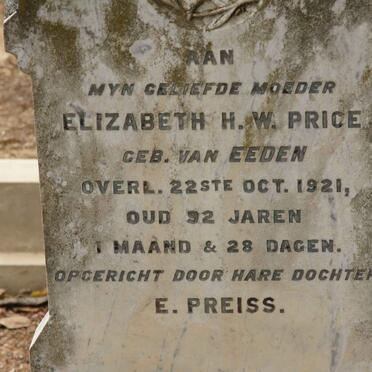 AAN
MYN GELIEFDE MOEDER
ELIZABETH H. W. PRICE
GEB. VAN EEDEN
OVERL. 22STE OCT. 1921,
OUD 92 JAREN
1 MAAND & 28 DAGEN.
OPGERICHT DOOR HARE DOCHTER
E. PREISS.